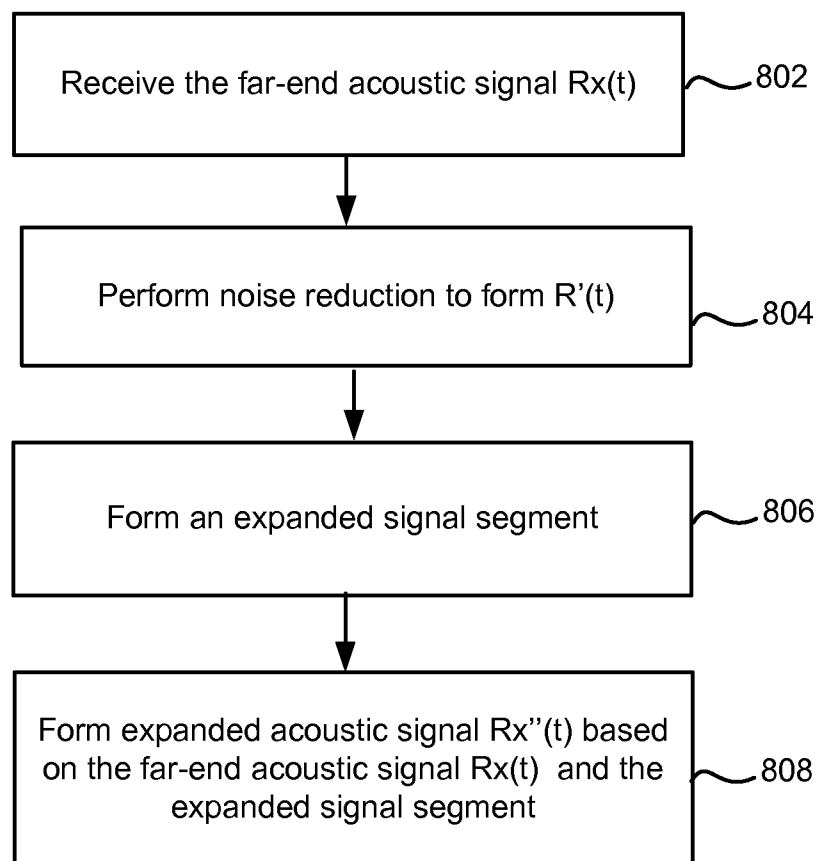 Receive the far-end acoustic signal Rx(t)
802
Perform noise reduction to form R’(t)
804
Form an expanded signal segment
806
Form expanded acoustic signal Rx’’(t) based
on the far-end acoustic signal Rx(t) and the
expanded signal segment
808